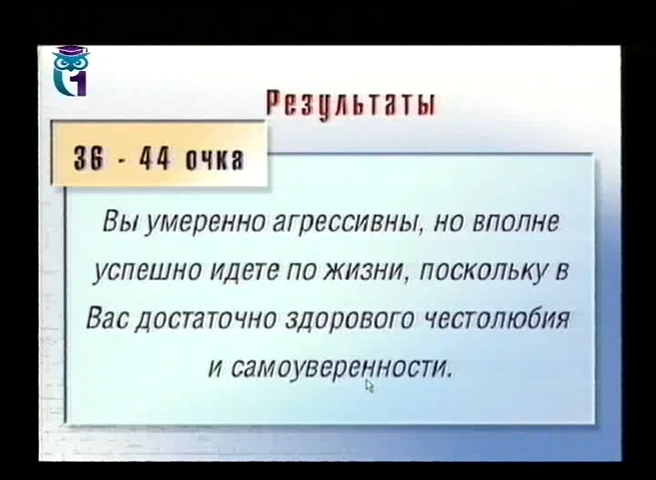 1
Результаты
36 - 44 очка
Вы умеренно агрессивны, но вполне
успешно идете по жизни, поскольку в
Вас достаточно здорового честолюбия
и самоуверенности.